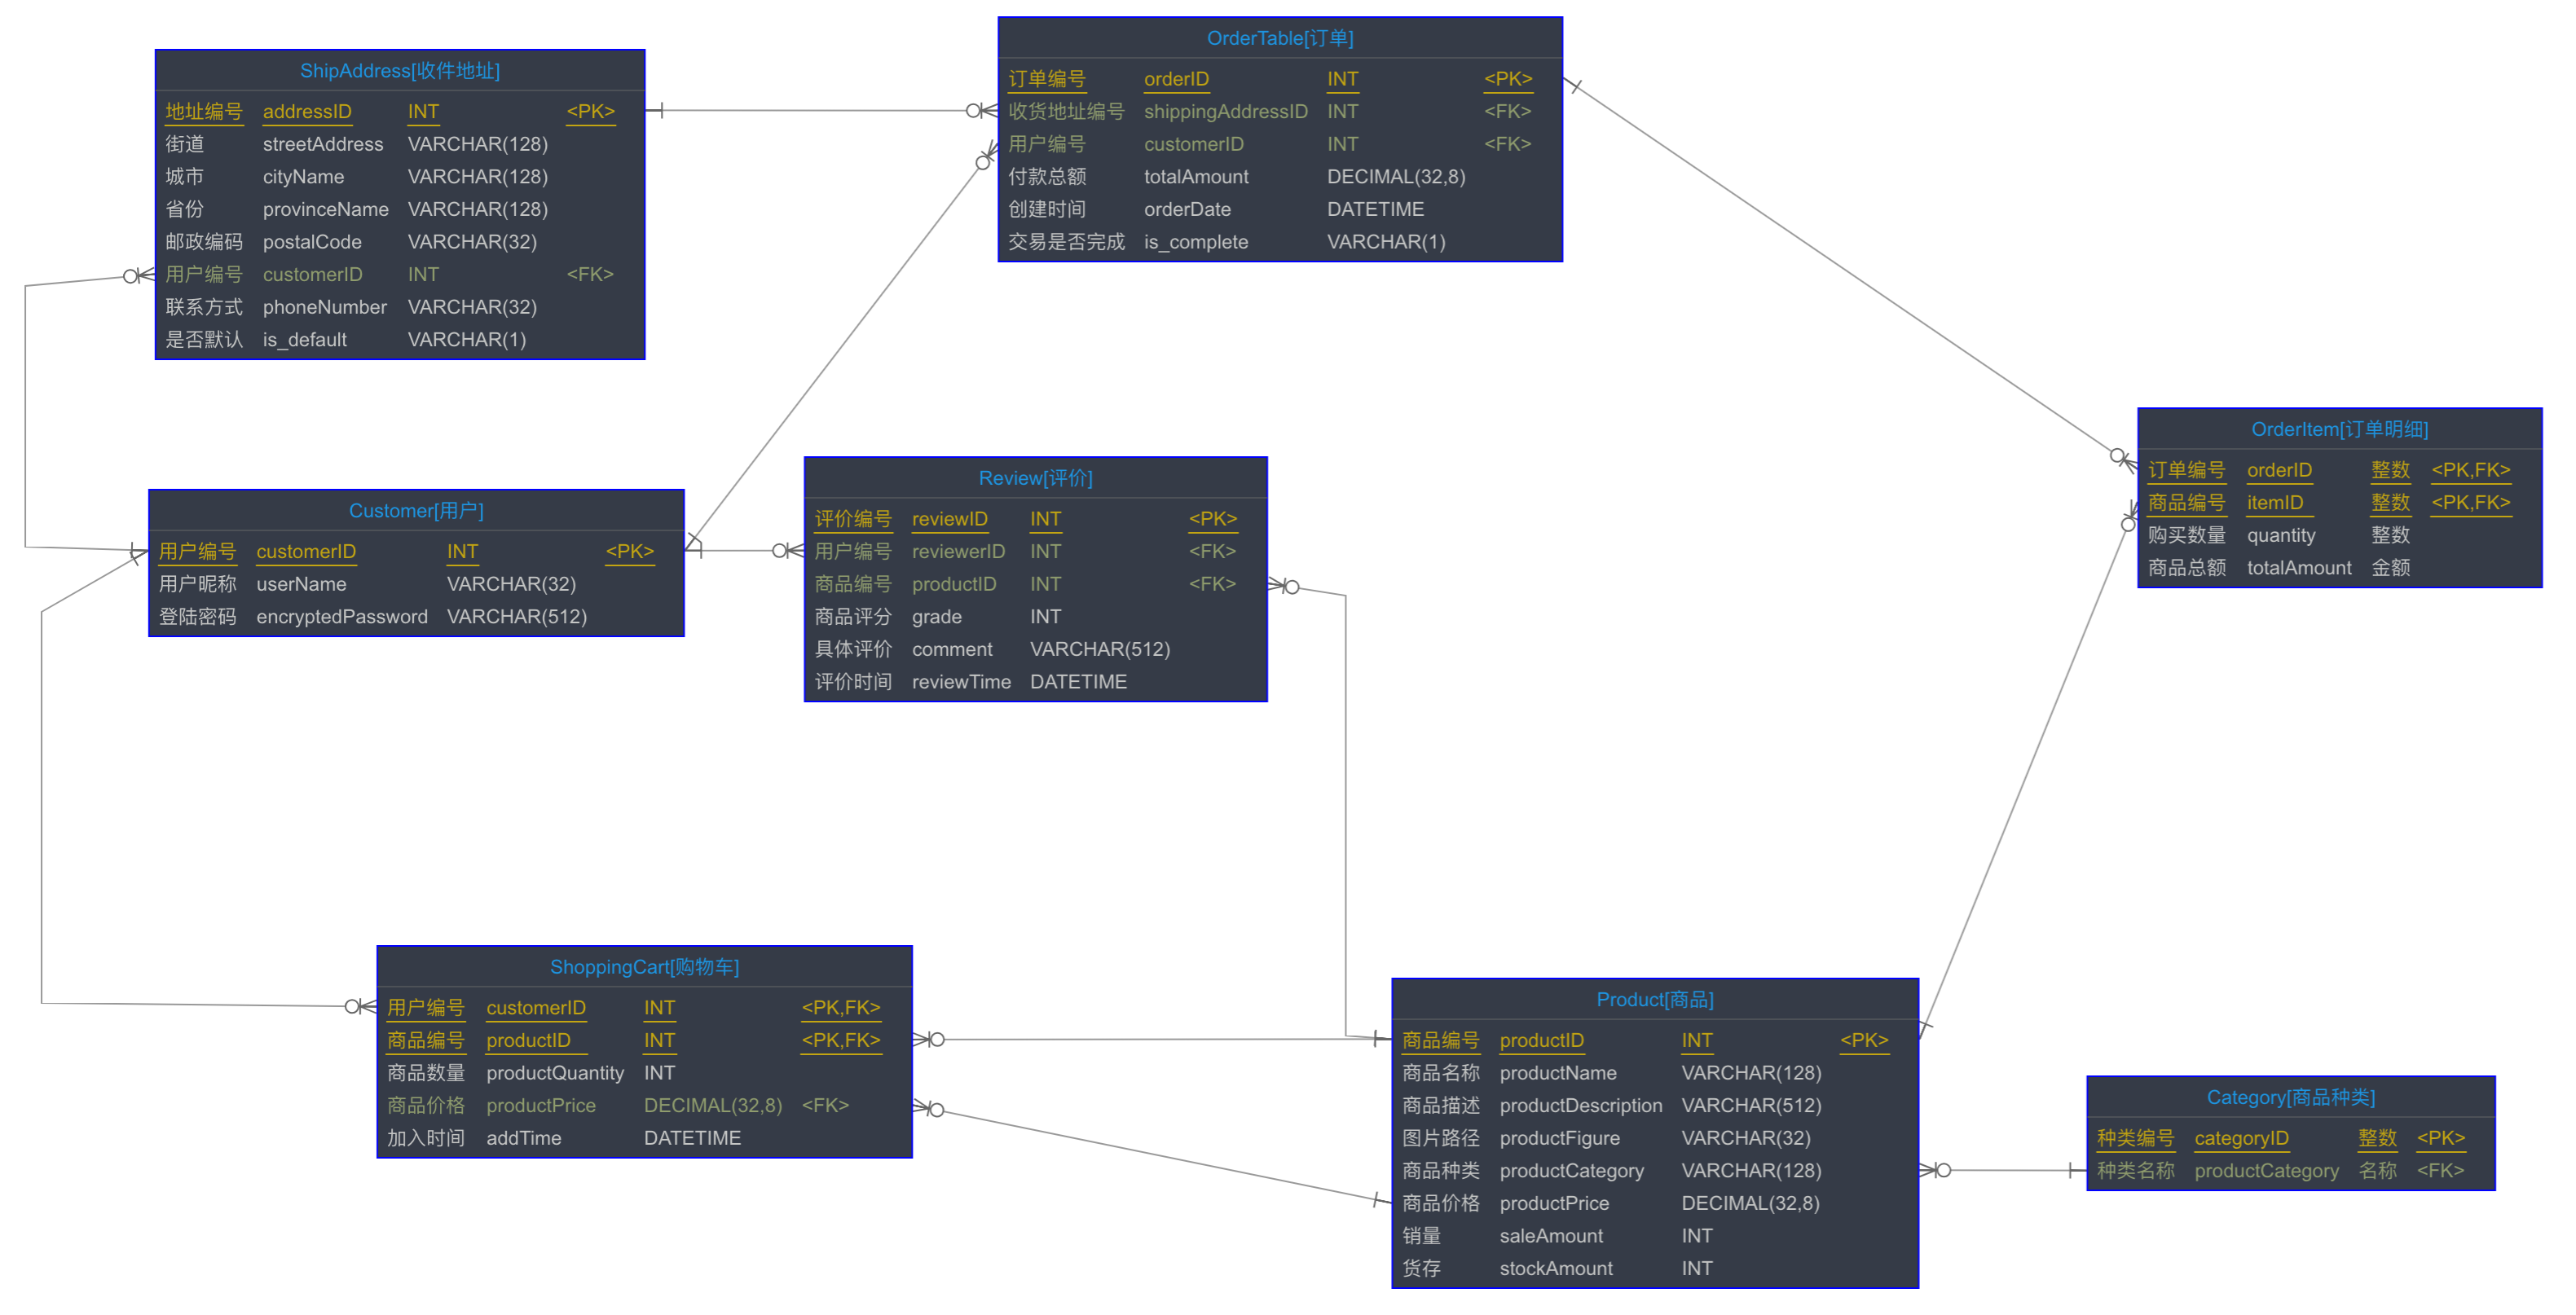 ShipAddress[收件地址]
地址编号 addressID INT <PK>
街道 streetAddress VARCHAR(128)
城市 cityName VARCHAR(128)
省份 provinceName VARCHAR(128)
邮政编码 postalCode VARCHAR(32)
用户编号 customerID INT <FK>
联系方式 phoneNumber VARCHAR(32)
是否默认 is_default VARCHAR(1)
OrderTable[订单]
订单编号 orderID INT <PK>
收货地址编号 shippingAddressID INT <FK>
用户编号 customerID INT <FK>
付款总额 totalAmount DECIMAL(32,8)
创建时间 orderDate DATETIME
交易是否完成 is_complete VARCHAR(1)
OrderItem[订单明细]
订单编号 orderID 整数 <PK,FK>
商品编号 itemID 整数 <PK,FK>
购买数量 quantity 整数
商品总额 totalAmount 金额
Customer[用户]
用户编号 customerID INT <PK>
用户昵称 userName VARCHAR(32)
登陆密码 encryptedPassword VARCHAR(512)
Review[评价]
评价编号 reviewID INT <PK>
用户编号 reviewerID INT <FK>
商品编号 productID INT <FK>
商品评分 grade INT
具体评价 comment VARCHAR(512)
评价时间 reviewTime DATETIME
ShoppingCart[购物车]
用户编号 customerID INT <PK,FK>
商品编号 productID INT <PK,FK>
商品数量 productQuantity INT
商品价格 productPrice DECIMAL(32,8) <FK>
加入时间 addTime DATETIME
Product[商品]
商品编号 productID INT <PK>
商品名称 productName VARCHAR(128)
商品描述 productDescription VARCHAR(512)
图片路径 productFigure VARCHAR(32)
商品种类 productCategory VARCHAR(128)
商品价格 productPrice DECIMAL(32,8)
销量 saleAmount INT
货存 stockAmount INT
Category[商品种类]
种类编号 categoryID 整数 <PK>
种类名称 productCategory 名称 <FK>